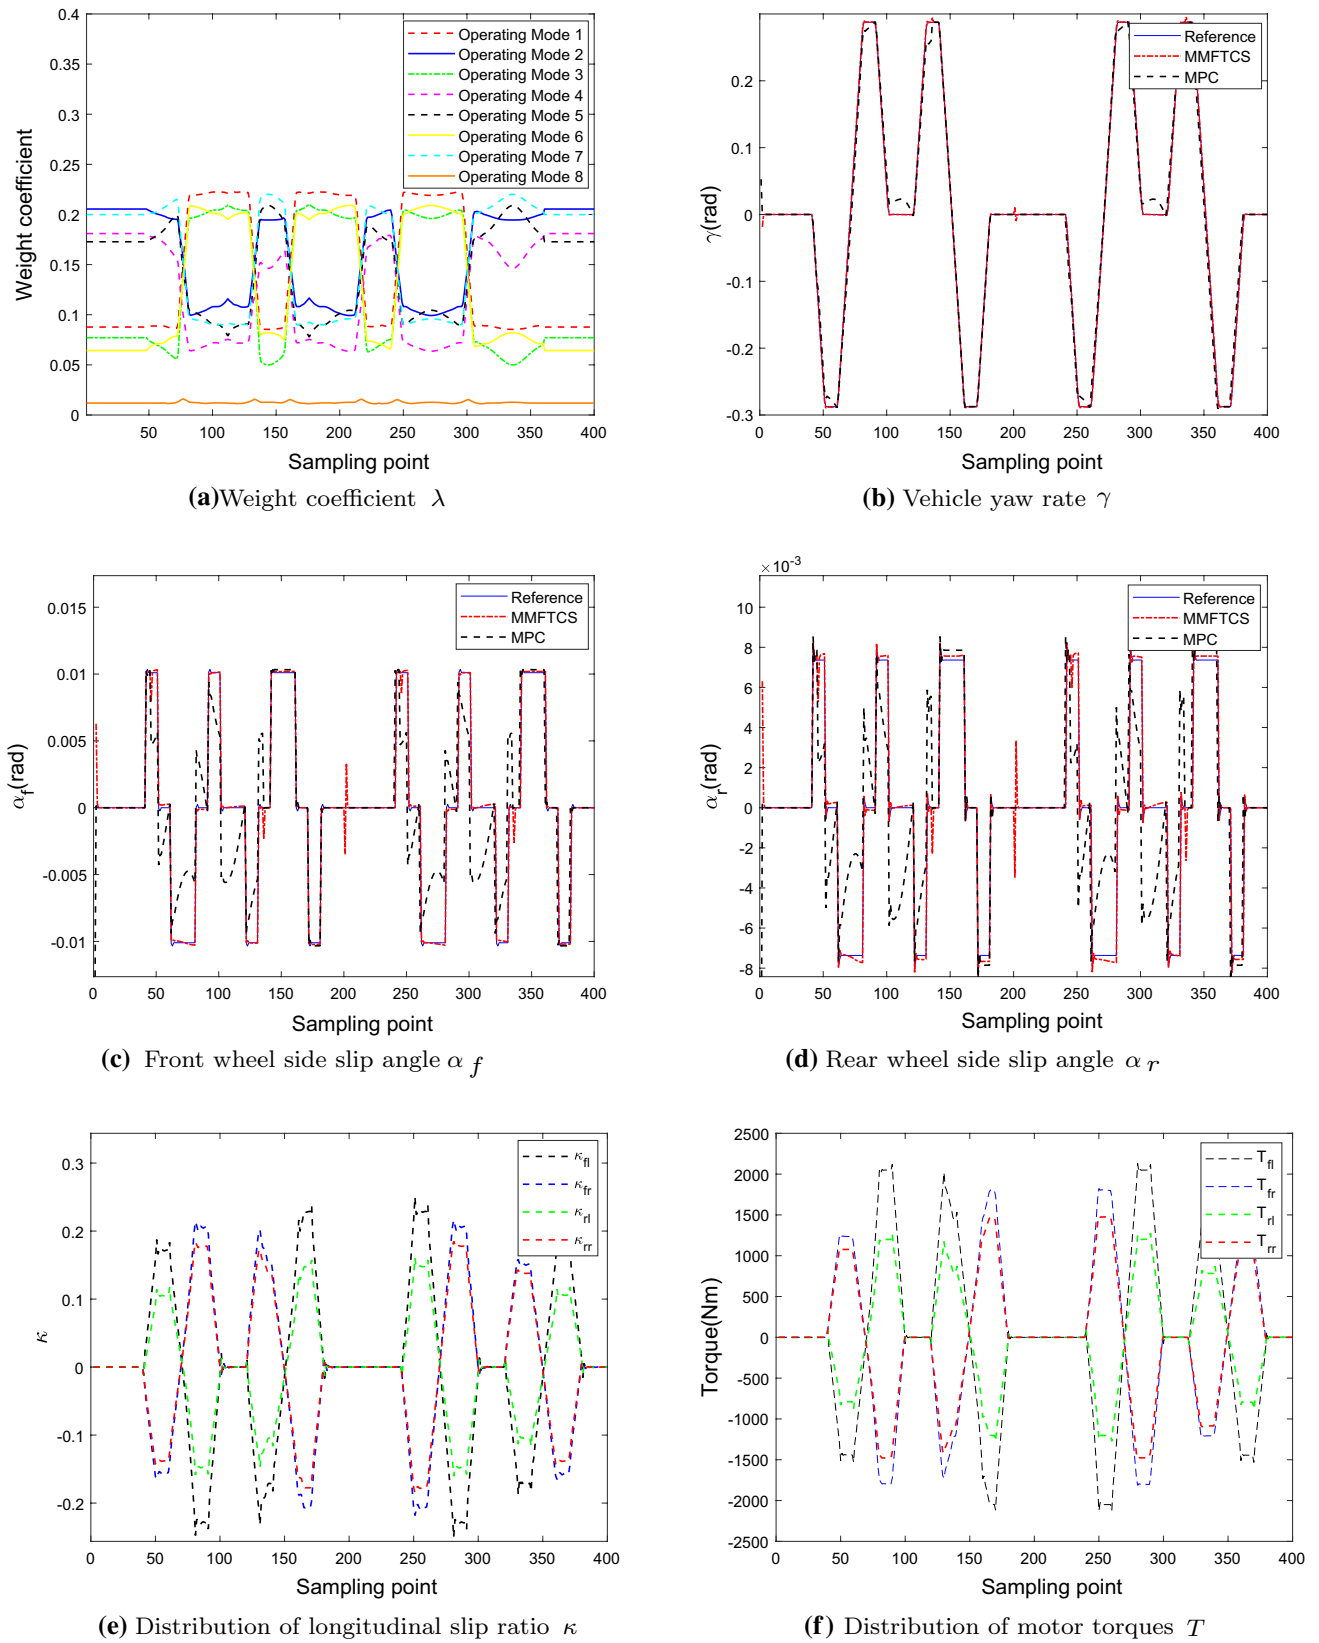 0.4
0.35
0.3
0.25
0.2
0.15
0.1
0.05
0
50 100 150 200 250 300 350 400
Weight coefficient
Sampling point
Operating Mode 1
Operating Mode 2
Operating Mode 3
Operating Mode 4
Operating Mode 5
Operating Mode 6
Operating Mode 7
Operating Mode 8
(a)Weight coefficient λ
0.2
0.1
0
-0.1
-0.2
-0.3
0 50 100 150 200 250 300 350 400
γ(rad)
Sampling point
Reference
MMFTCS
MPC
(b) Vehicle yaw rate γ
0.015
0.01
0.005
0
-0.005
-0.01
0 50 100 150 200 250 300 350 400
α_f(rad)
Sampling point
Reference
MMFTCS
MPC
(c) Front wheel side slip angle α f
×10⁻³
10
8
6
4
2
0
-2
-4
-6
-8
0 50 100 150 200 250 300 350 400
α_r(rad)
Sampling point
Reference
MMFTCS
MPC
(d) Rear wheel side slip angle α r
0.3
0.2
0.1
0
-0.1
-0.2
0 50 100 150 200 250 300 350 400
κ
Sampling point
κ_fl
κ_fr
κ_rl
κ_rr
(e) Distribution of longitudinal slip ratio κ
2500
2000
1500
1000
500
0
-500
-1000
-1500
-2000
-2500
0 50 100 150 200 250 300 350 400
Torque(Nm)
Sampling point
T_fl
T_fr
T_rl
T_rr
(f) Distribution of motor torques T